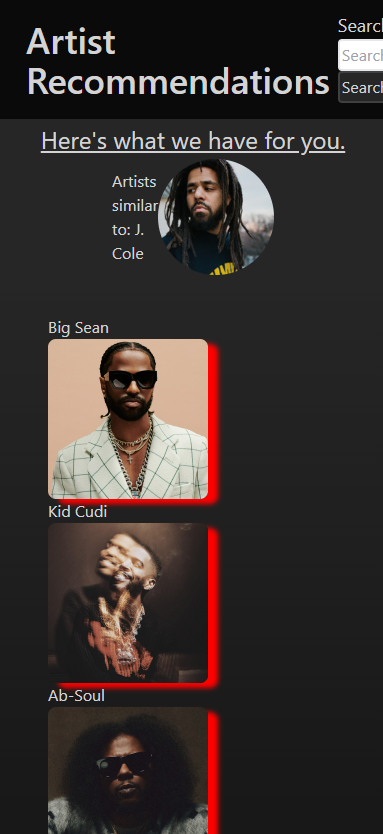 Artist
Recommendations
Search
Search
Search
Here's what we have for you.
Artists
similar
to: J.
Cole
Big Sean
Kid Cudi
Ab-Soul